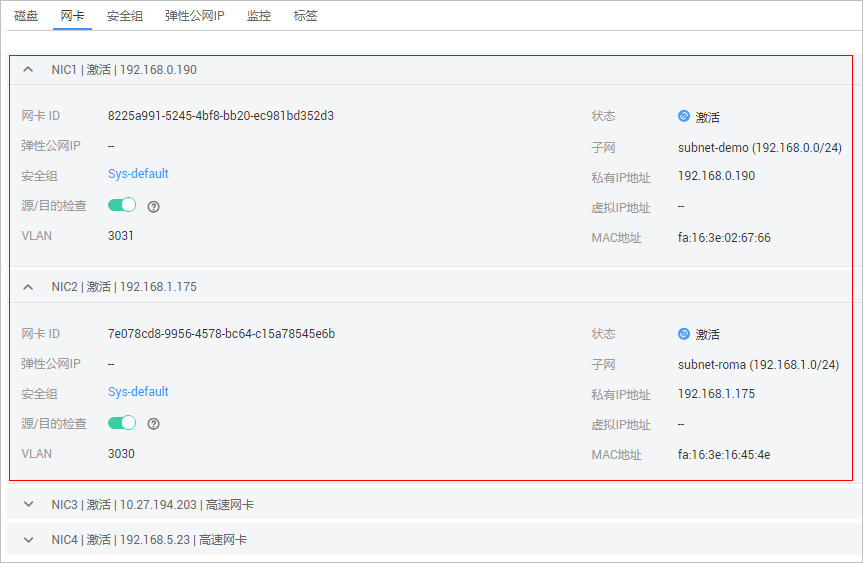 磁盘 网卡 安全组 弹性公网IP 监控 标签
NIC1 | 激活 | 192.168.0.190
网卡 ID 8225a991-5245-4bf8-bb20-ec981bd352d3 状态 激活
弹性公网IP -- 子网 subnet-demo (192.168.0.0/24)
安全组 Sys-default 私有IP地址 192.168.0.190
源/目的检查 ? 虚拟IP地址 --
VLAN 3031 MAC地址 fa:16:3e:02:67:66
NIC2 | 激活 | 192.168.1.175
网卡 ID 7e078cd8-9956-4578-bc64-c15a78545e6b 状态 激活
弹性公网IP -- 子网 subnet-roma (192.168.1.0/24)
安全组 Sys-default 私有IP地址 192.168.1.175
源/目的检查 ? 虚拟IP地址 --
VLAN 3030 MAC地址 fa:16:3e:16:45:4e
NIC3 | 激活 | 10.27.194.203 | 高速网卡
NIC4 | 激活 | 192.168.5.23 | 高速网卡